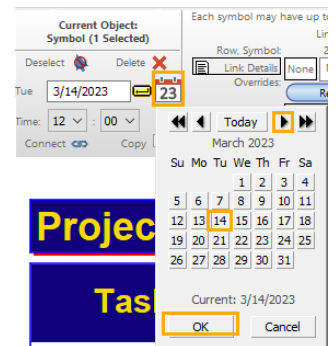 Current Object:
Symbol (1 Selected)
Deselect Delete
Tue 3/14/2023 23
Time: 12 : 00
Connect Copy
Each symbol may have up t
Row, Symbol:
Link Details None
Overrides:
Today
March 2023
Su Mo Tu We Th Fr Sa
1 2 3 4
5 6 7 8 9 10 11
12 13 14 15 16 17 18
19 20 21 22 23 24 25
26 27 28 29 30 31
Current: 3/14/2023
OK Cancel
Projec
Tas